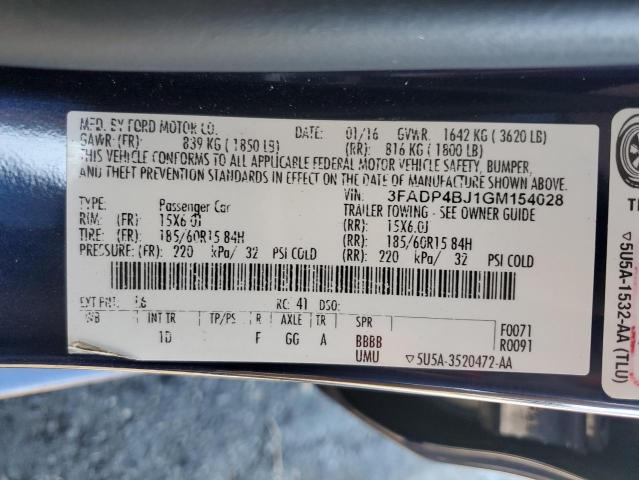 MFD. BY FORD MOTOR CO. DATE: 01/16 GVWR: 1642 KG ( 3620 LB)
GAWR: (FR): 839 KG ( 1850 LB) (RR): 816 KG ( 1800 LB)
THIS VEHICLE CONFORMS TO ALL APPLICABLE FEDERAL MOTOR VEHICLE SAFETY, BUMPER,
AND THEFT PREVENTION STANDARDS IN EFFECT ON THE DATE OF MANUFACTURE SHOWN ABOVE.
VIN: 3FADP4BJ1GM154028
TYPE: Passenger Car TRAILER TOWING - SEE OWNER GUIDE
RIM: (FR) 15X6.0J (RR): 15X6.0J
TIRE: (FR) 185/60R15 84H (RR): 185/60R15 84H
PRESSURE: (FR): 220 kPa/ 32 PSI COLD (RR): 220 kPa/ 32 PSI COLD
EXT PNT: RC: 41 DSO:
WB INT TR TP/PS R AXLE TR SPR F0071
1D F GG A BBBB R0091
UMU ▽5U5A-3520472-AA
▽5U5A-1532-AA (TLU)